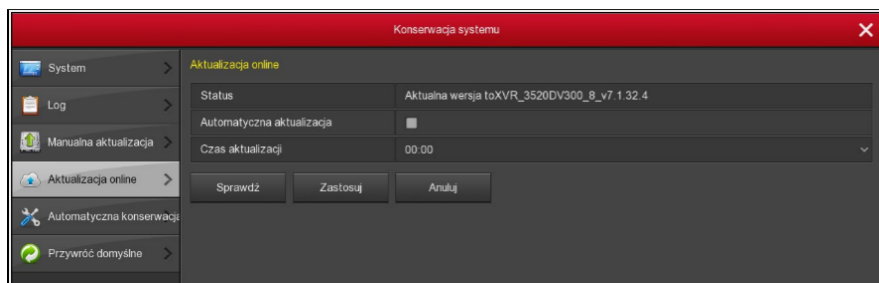 Konserwacja systemu
System
Log
Manualna aktualizacja
Aktualizacja online
Automatyczna konserwacja
Przywróć domyślne
Aktualizacja online
Status Aktualna wersja toXVR_3520DV300_8_v7.1.32.4
Automatyczna aktualizacja
Czas aktualizacji 00:00
Sprawdź Zastosuj Anuluj